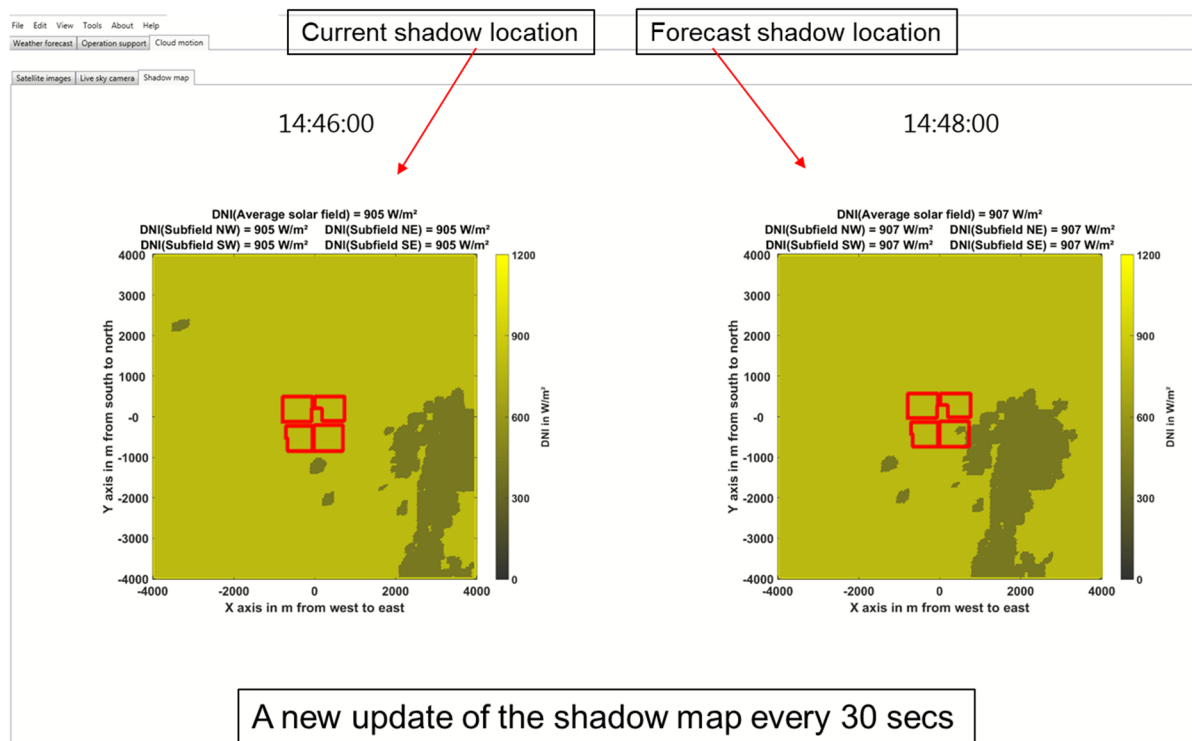 File Edit View Tools About Help
Weather forecast Operation support Cloud motion
Current shadow location
Forecast shadow location
Satellite images Live sky camera Shadow map
14:46:00
14:48:00
DNI(Average solar field) = 905 W/m²
DNI(Subfield NW) = 905 W/m² DNI(Subfield NE) = 905 W/m²
DNI(Subfield SW) = 905 W/m² DNI(Subfield SE) = 905 W/m²
4000
3000
2000
1000
-0
-1000
-2000
-3000
-4000
Y axis in m from south to north
-4000 -2000 0 2000 4000
X axis in m from west to east
1200
900
600
300
0
DNI in W/m²
DNI(Average solar field) = 907 W/m²
DNI(Subfield NW) = 907 W/m² DNI(Subfield NE) = 907 W/m²
DNI(Subfield SW) = 907 W/m² DNI(Subfield SE) = 907 W/m²
4000
3000
2000
1000
-0
-1000
-2000
-3000
-4000
Y axis in m from south to north
-4000 -2000 0 2000 4000
X axis in m from west to east
1200
900
600
300
0
DNI in W/m²
A new update of the shadow map every 30 secs